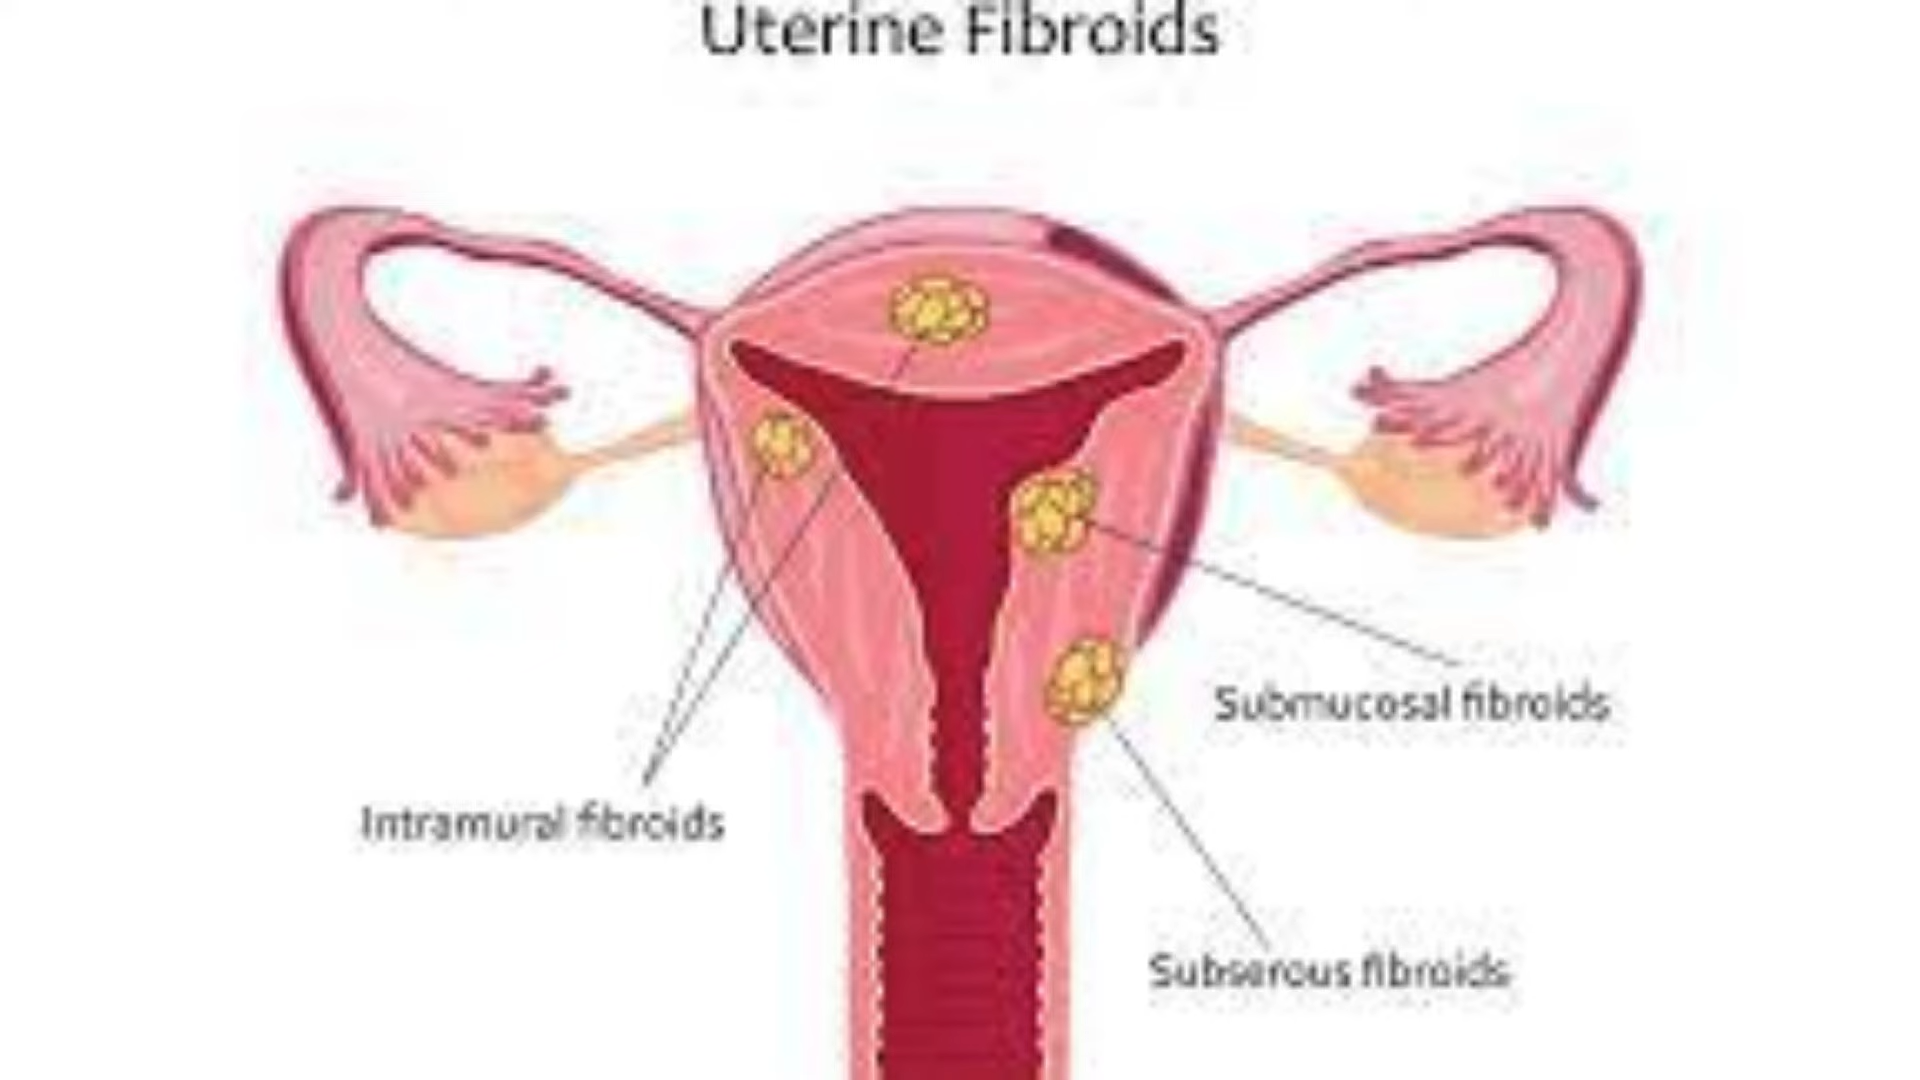 Uterine Fibroids
Submucosal fibroids
Intramural fibroids
Subserous fibroids